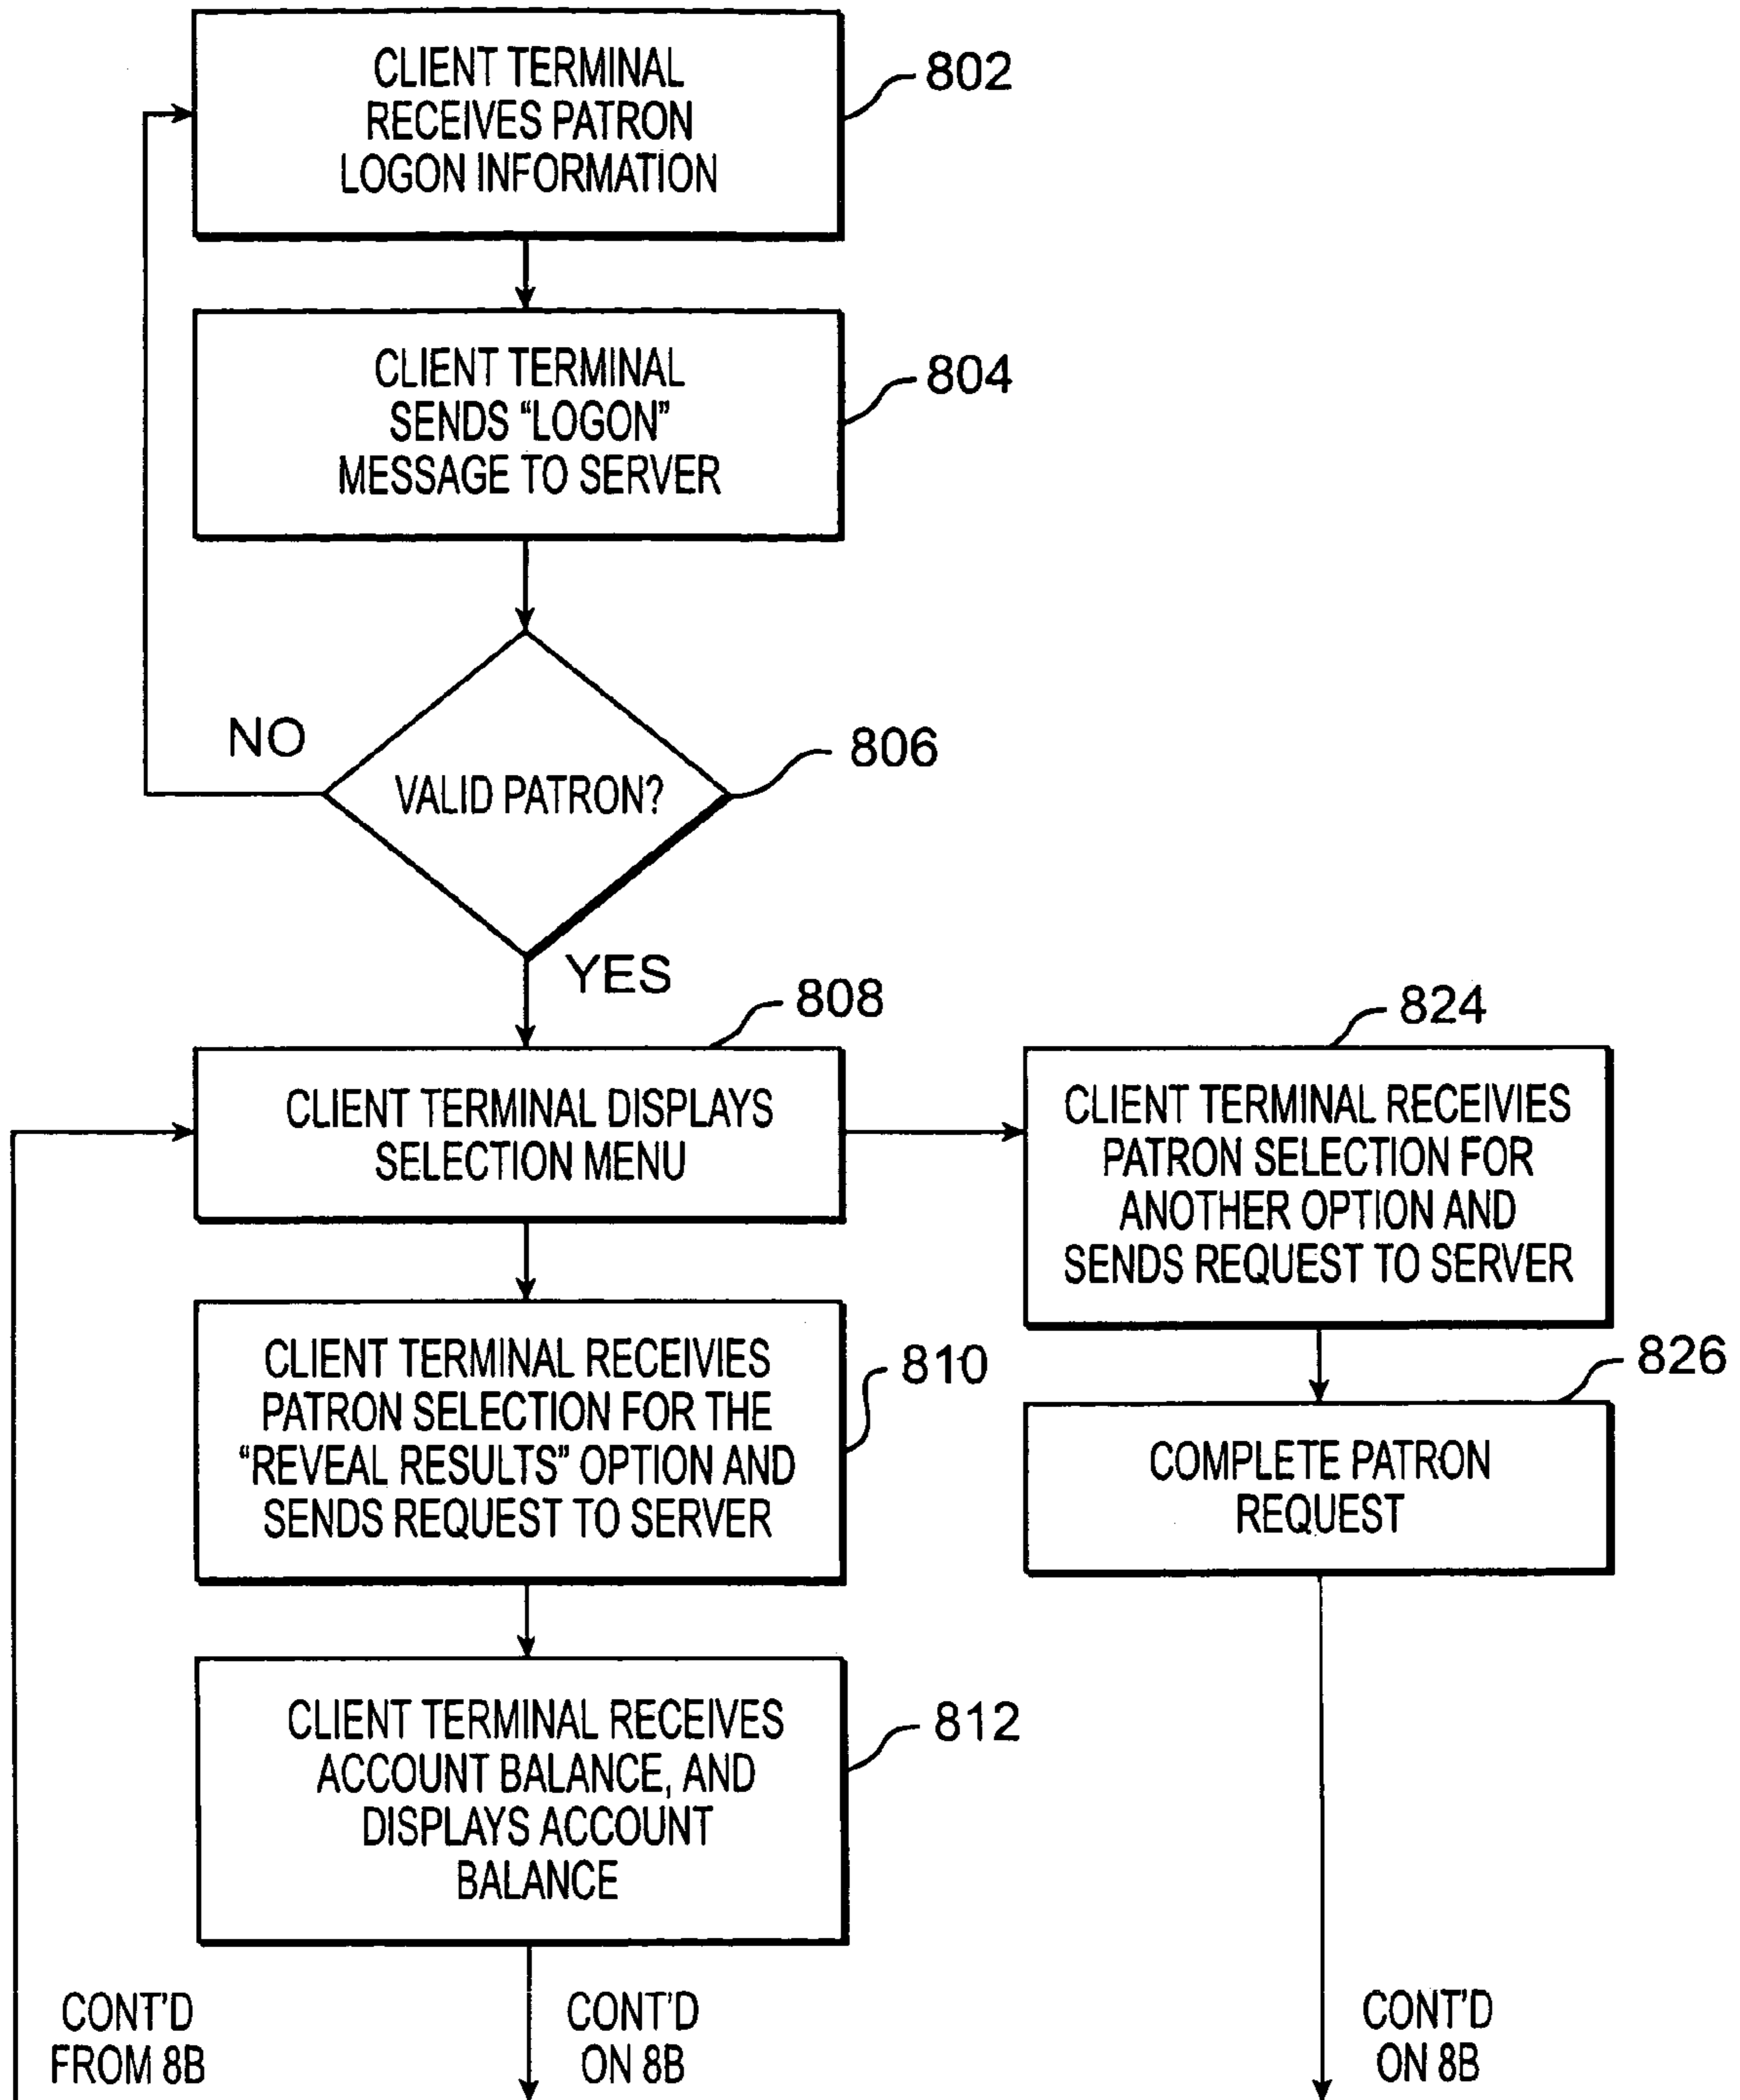 CLIENT TERMINAL
RECEIVES PATRON
LOGON INFORMATION
802
CLIENT TERMINAL
SENDS “LOGON”
MESSAGE TO SERVER
804
NO
VALID PATRON?
806
YES
808
CLIENT TERMINAL DISPLAYS
SELECTION MENU
824
CLIENT TERMINAL RECEIVIES
PATRON SELECTION FOR
ANOTHER OPTION AND
SENDS REQUEST TO SERVER
CLIENT TERMINAL RECEIVIES
PATRON SELECTION FOR THE
“REVEAL RESULTS” OPTION AND
SENDS REQUEST TO SERVER
810
826
COMPLETE PATRON
REQUEST
CLIENT TERMINAL RECEIVES
ACCOUNT BALANCE, AND
DISPLAYS ACCOUNT
BALANCE
812
CONT'D
FROM 8B
CONT'D
ON 8B
CONT'D
ON 8B